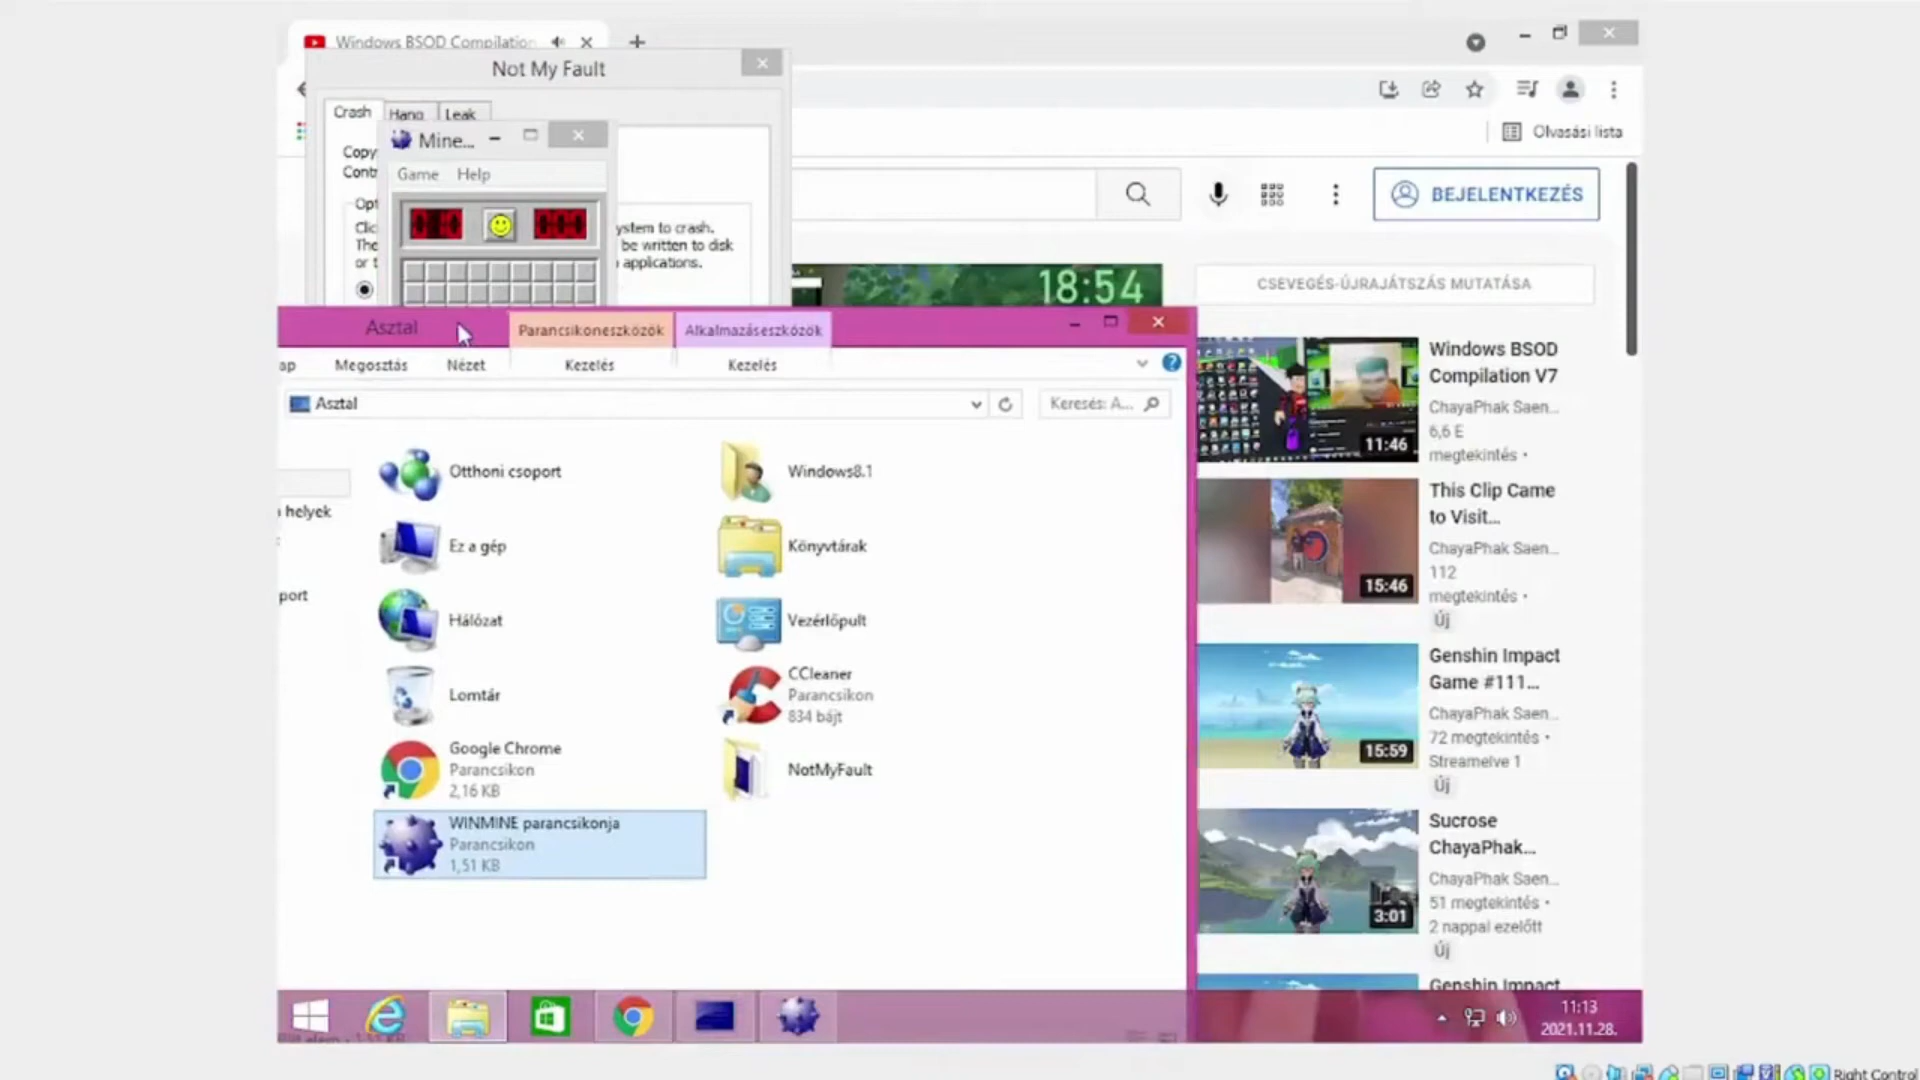 Windows BSOD Compilation
Not My Fault
Crash
Hang
Leak
Mine...
Copy
Game
Help
Olvasási lista
BEJELENTKEZÉS
ystem to crash.
be written to disk
applications.
18:54
CSEVEGÉS-ÚJRAJÁTSZÁS MUTATÁSA
Asztal
Parancsikoneszközök
Alkalmazáseszközök
Megosztás
Nézet
Kezelés
Kezelés
Asztal
Keresés: A...
Otthoni csoport
Windows8.1
helyek
Ez a gép
Könyvtárak
port
Hálózat
Vezérlőpult
Lomtár
CCleaner
Parancsikon
834 bájt
Google Chrome
Parancsikon
2,16 KB
NotMyFault
WINMINE parancsikonja
Parancsikon
1,51 KB
11:46
Windows BSOD
Compilation V7
ChayaPhak Saen...
6,6 E
megtekintés •
15:46
This Clip Came
to Visit...
ChayaPhak Saen...
112
megtekintés •
Új
15:59
Genshin Impact
Game #111...
ChayaPhak Saen...
72 megtekintés •
Streamelve 1
Új
3:01
Sucrose
ChayaPhak...
ChayaPhak Saen...
51 megtekintés •
2 nappal ezelőtt
Új
Genshin Impact
11:13
2021.11.28.
Right Control